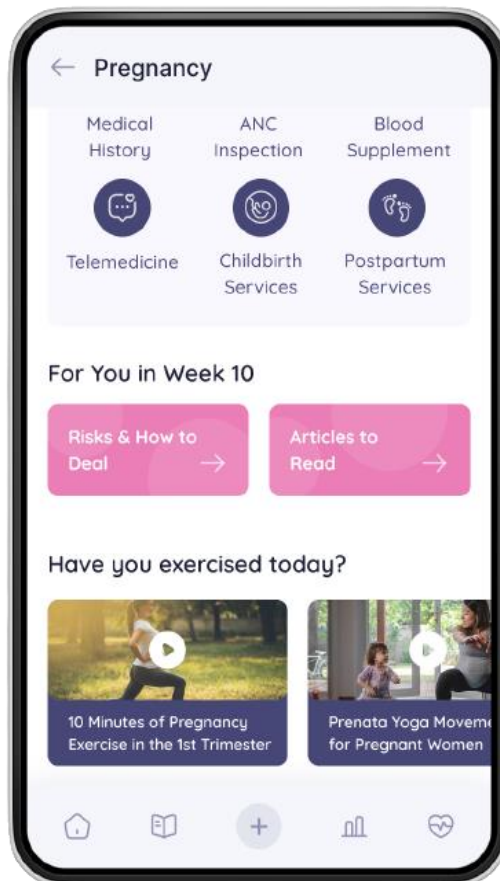 Pregnancy
Medical
History
ANC
Inspection
Blood
Supplement
Telemedicine
Childbirth
Services
Postpartum
Services
For You in Week 10
Risks & How to
Deal
Articles to
Read
Have you exercised today?
10 Minutes of Pregnancy
Exercise in the 1st Trimester
Prenata Yoga Moveme
for Pregnant Women